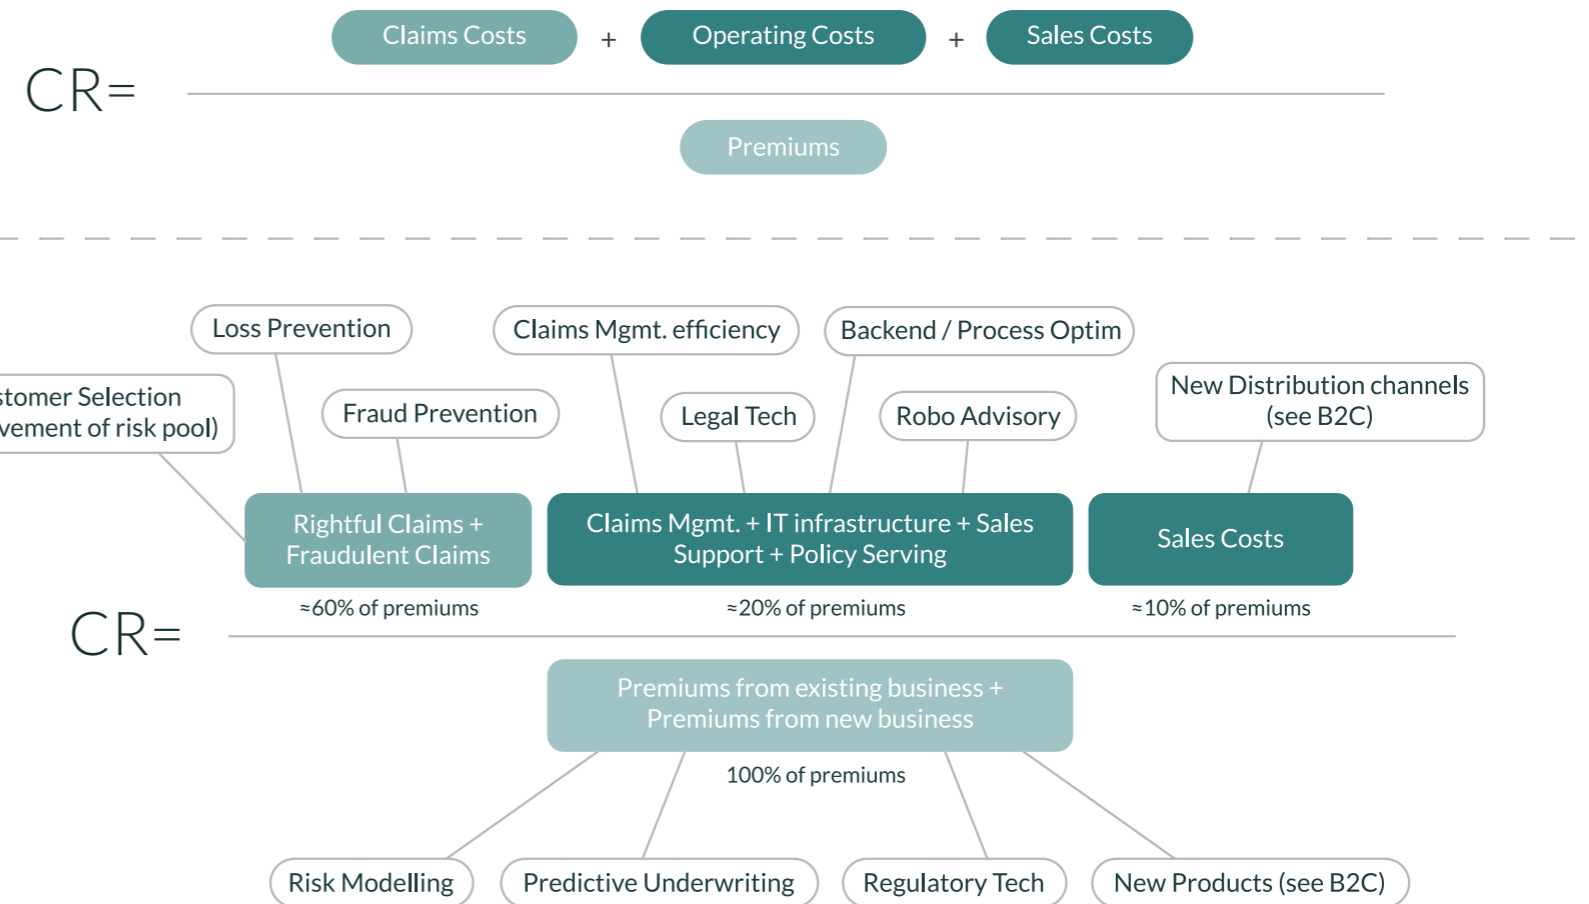 Claims Costs + Operating Costs + Sales Costs
CR=
Premiums
Loss Prevention
Claims Mgmt. efficiency
Backend / Process Optim
Selection
of risk pool)
Fraud Prevention
Legal Tech
Robo Advisory
New Distribution channels
(see B2C)
Rightful Claims +
Fraudulent Claims
Claims Mgmt. + IT infrastructure + Sales
Support + Policy Serving
Sales Costs
≈60% of premiums
≈20% of premiums
≈10% of premiums
CR=
Premiums from existing business +
Premiums from new business
100% of premiums
Risk Modelling
Predictive Underwriting
Regulatory Tech
New Products (see B2C)